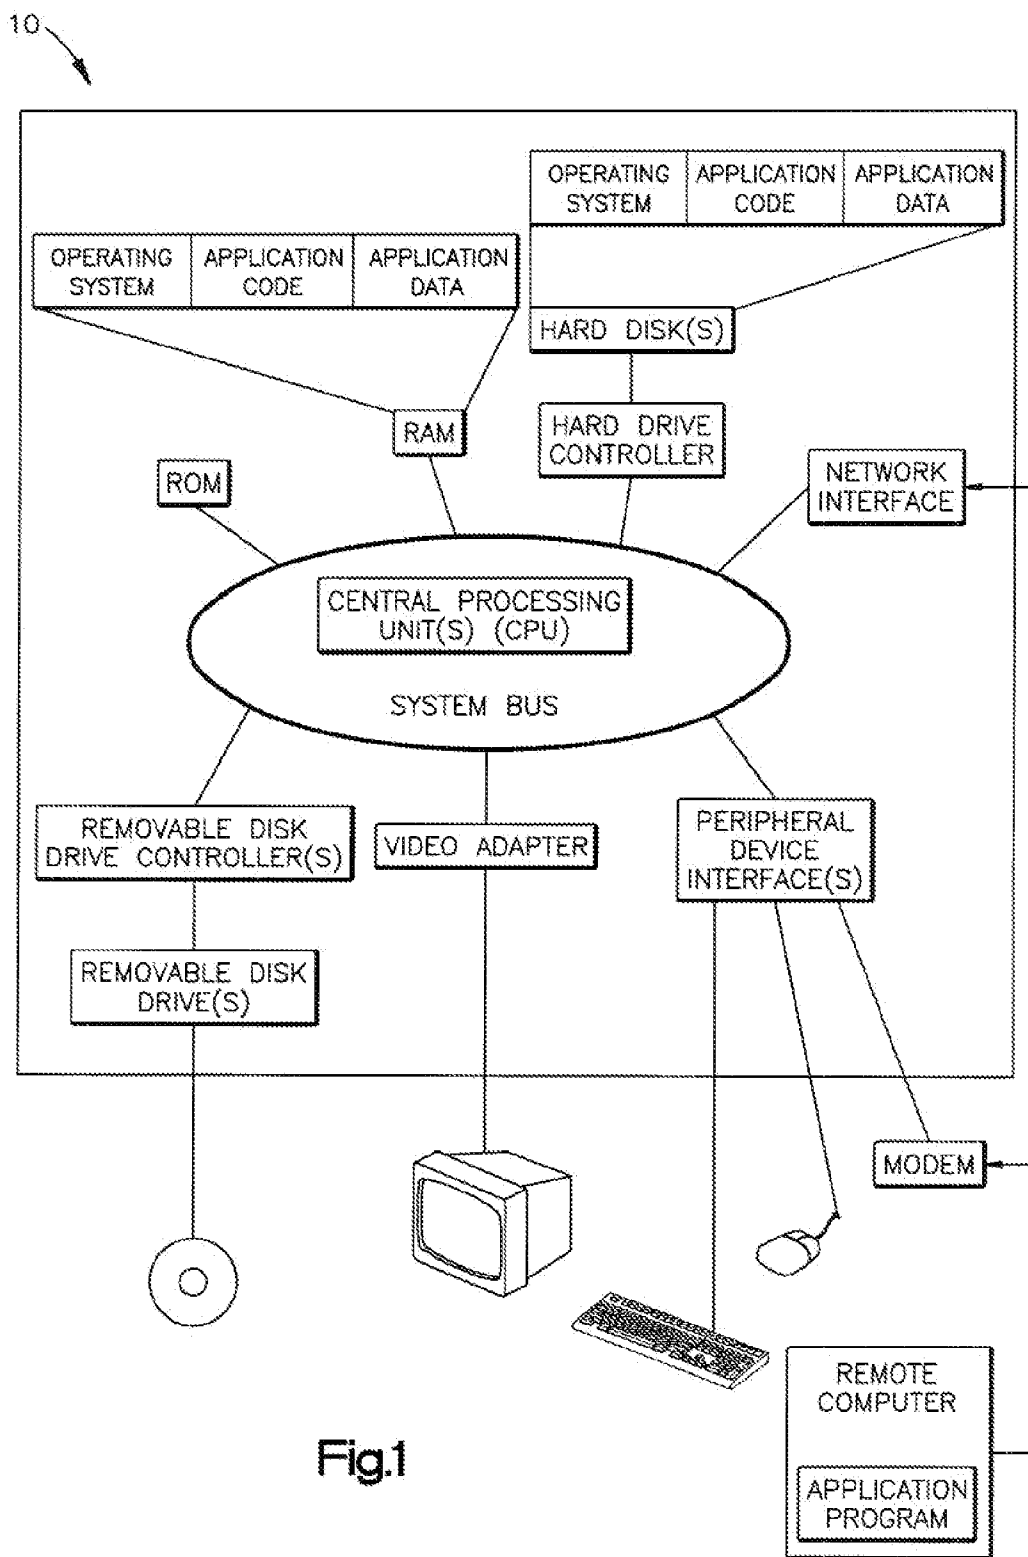 10
OPERATING
SYSTEM
APPLICATION
CODE
APPLICATION
DATA
OPERATING
SYSTEM
APPLICATION
CODE
APPLICATION
DATA
HARD DISK(S)
RAM
HARD DRIVE
CONTROLLER
ROM
NETWORK
INTERFACE
CENTRAL PROCESSING
UNIT(S) (CPU)
SYSTEM BUS
REMOVABLE DISK
DRIVE CONTROLLER(S)
VIDEO ADAPTER
PERIPHERAL
DEVICE
INTERFACE(S)
REMOVABLE DISK
DRIVE(S)
MODEM
REMOTE
COMPUTER
APPLICATION
PROGRAM
Fig.1